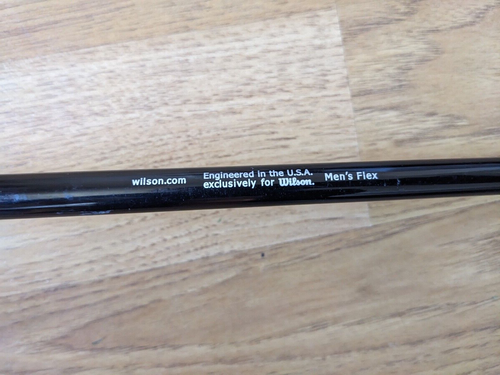 wilson.com
Engineered in the U.S.A.
exclusively for Wilson.
Men's Flex